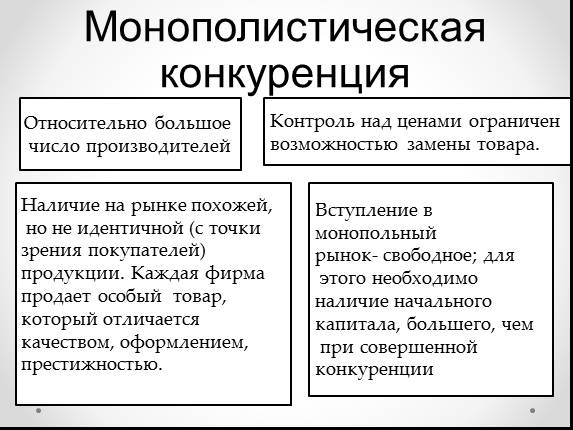 Монополистическая
конкуренция
Относительно большое
число производителей
Контроль над ценами ограничен
возможностью замены товара.
Наличие на рынке похожей,
но не идентичной (с точки
зрения покупателей)
продукции. Каждая фирма
продает особый товар,
который отличается
качеством, оформлением,
престижностью.
Вступление в
монопольный
рынок- свободное; для
этого необходимо
наличие начального
капитала, большего, чем
при совершенной
конкуренции